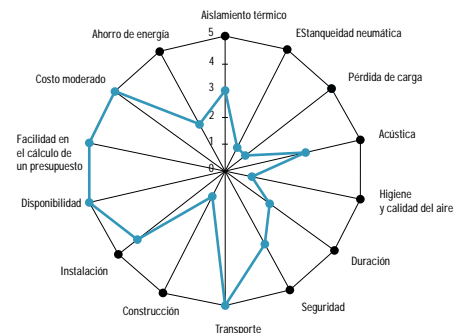 Aislamiento térmico
EStanqueidad neumática
Pérdida de carga
Acústica
Higiene
y calidad del aire
Duración
Seguridad
Transporte
Construcción
Instalación
Disponibilidad
Facilidad en
el cálculo de
un presupuesto
Costo moderado
Ahorro de energía
5
4
3
2
1
0